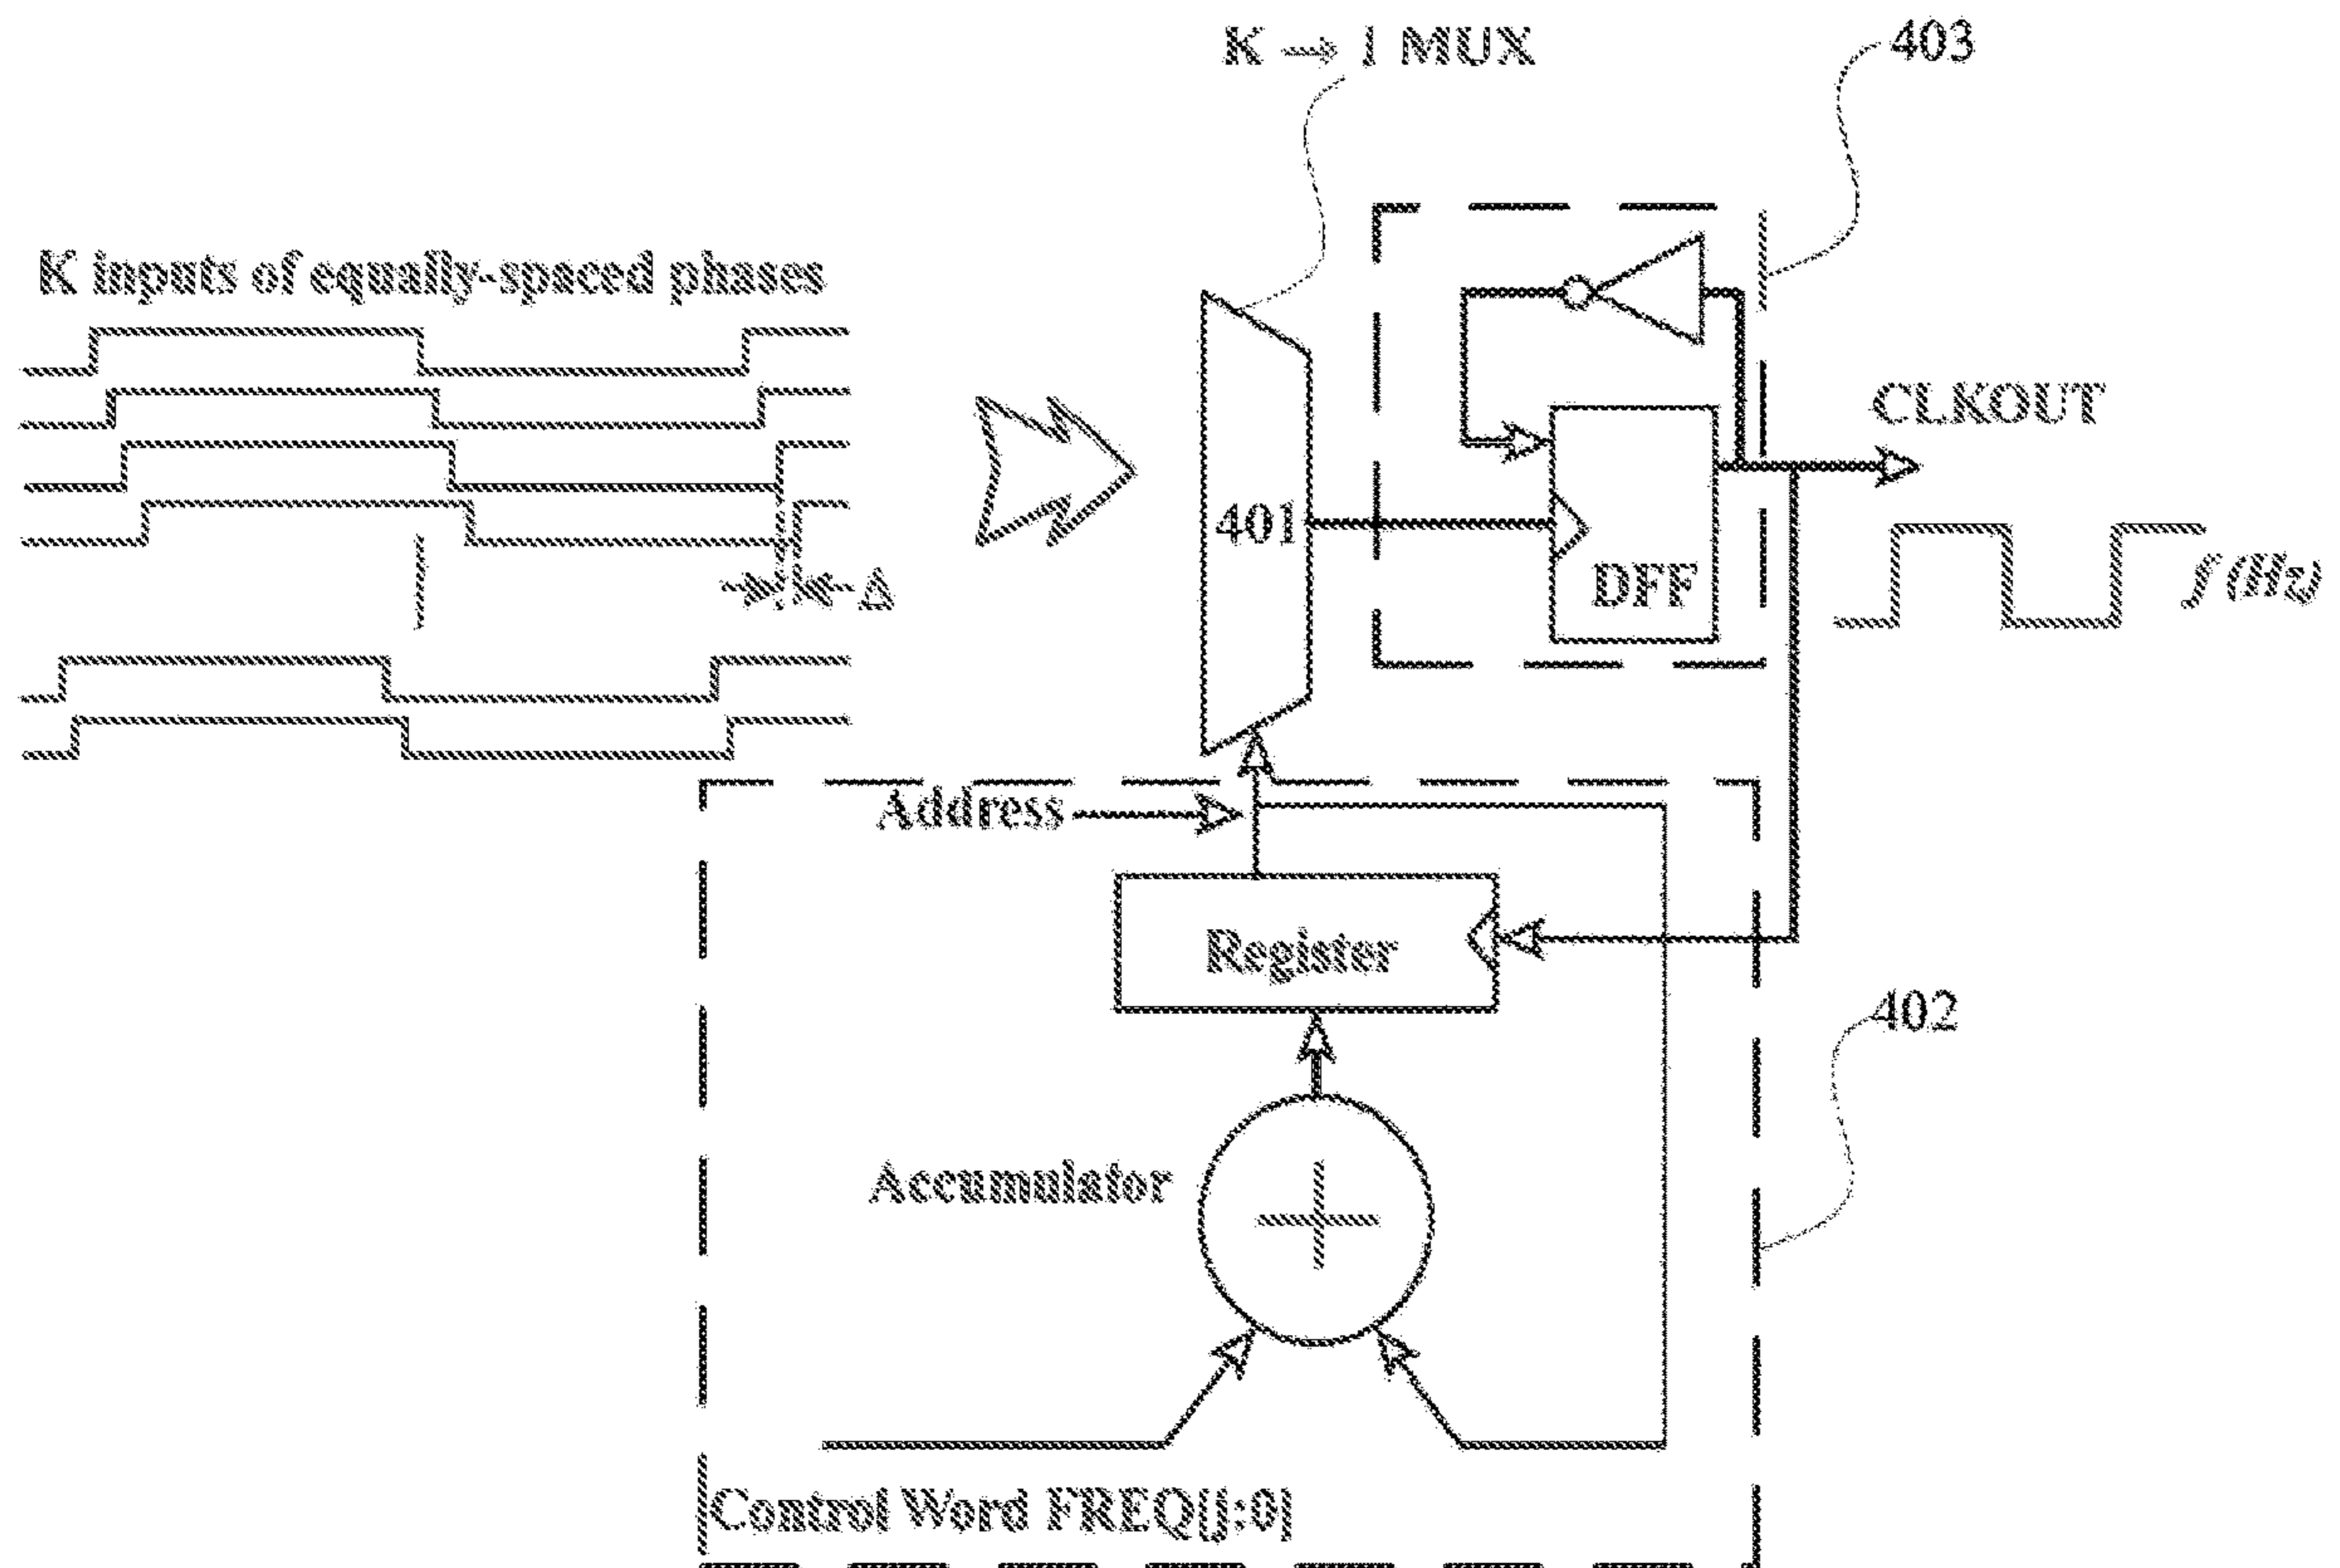 K → 1 MUX
403
K inputs of equally-spaced phases
CLKOUT
401
DFF
f (Hz)
Δ
Address
Register
402
Accumulator
Control Word FREQ[j:0]